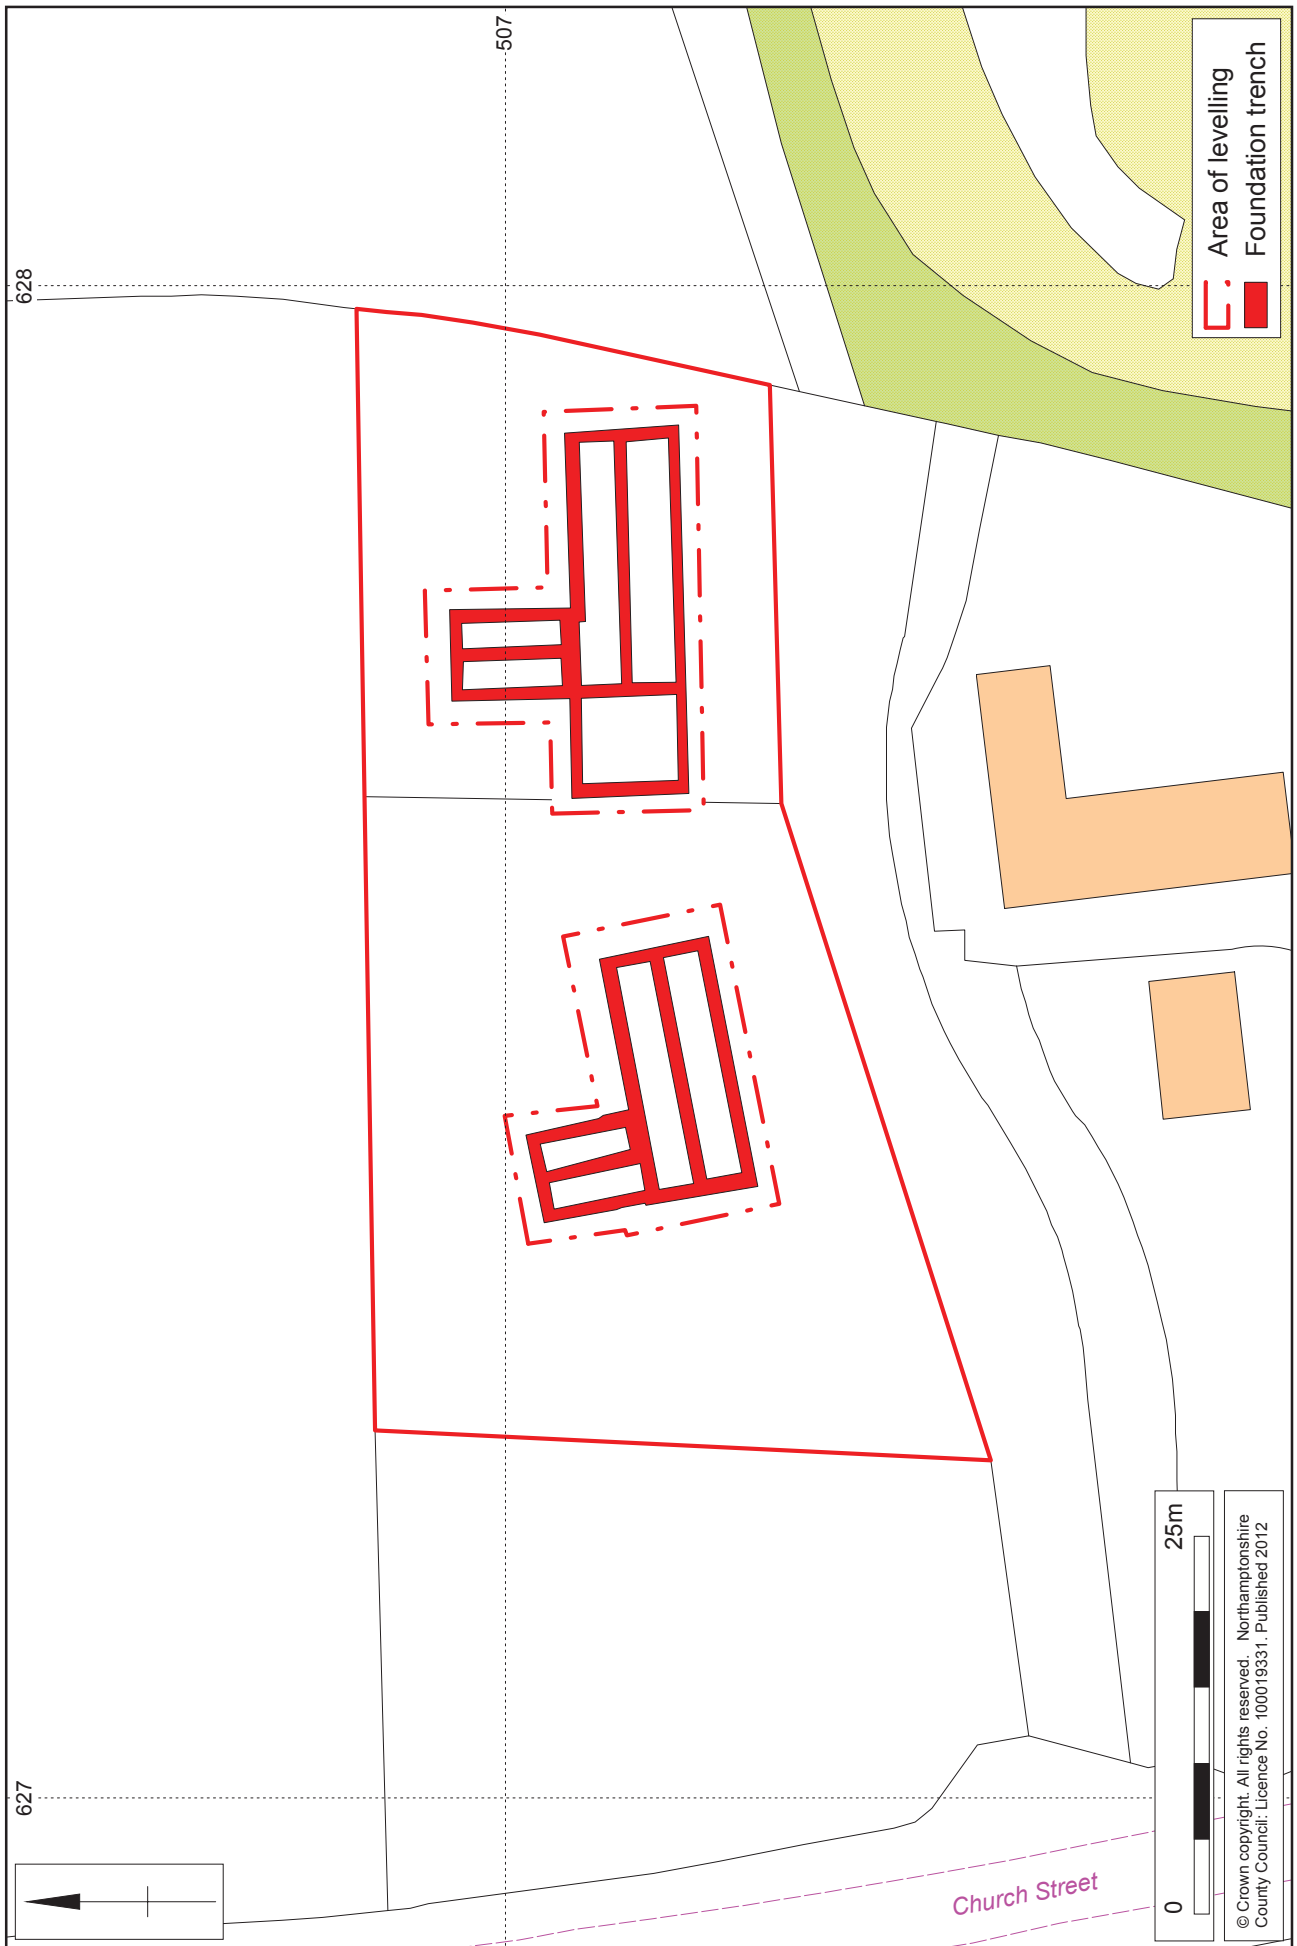 627
628
507
Church Street
0 25m
© Crown copyright. All rights reserved. Northamptonshire
County Council: Licence No. 100019331. Published 2012
Area of levelling
Foundation trench